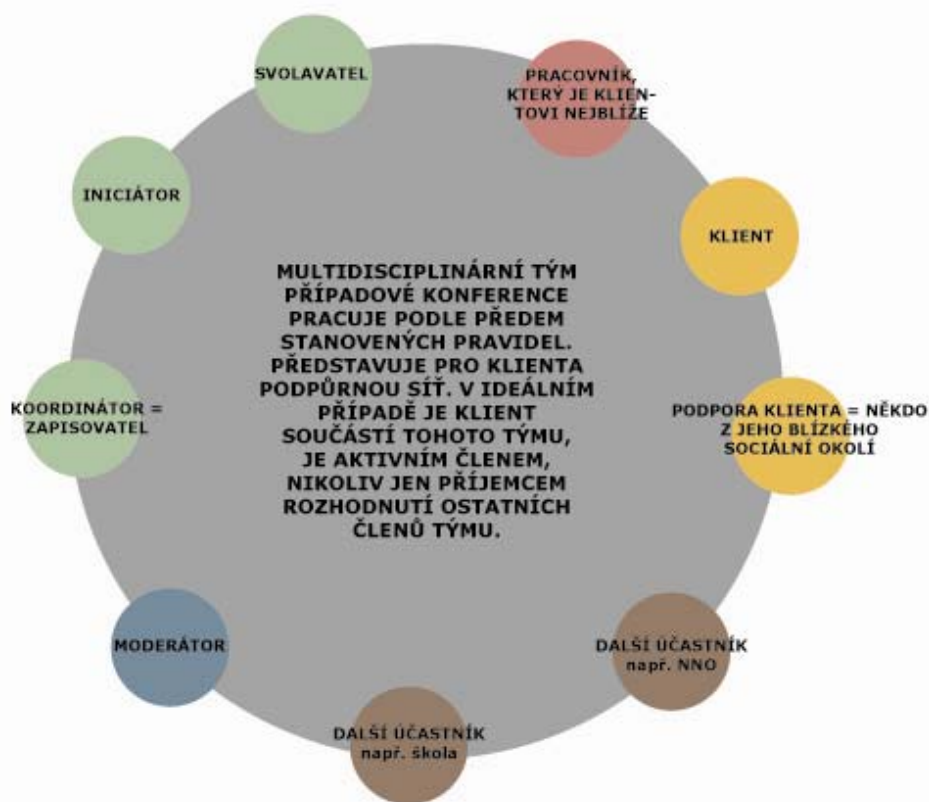 SVOLAVATEL
PRACOVNÍK,
KTERÝ JE KLIEN-
TOVI NEJBLÍŽE
INICIÁTOR
KLIENT
MULTIDISCIPLINÁRNÍ TÝM
PŘÍPADOVÉ KONFERENCE
PRACUJE PODLE PŘEDEM
STANOVENÝCH PRAVIDEL.
PŘEDSTAVUJE PRO KLIENTA
PODPŮRNOU SÍŤ. V IDEÁLNÍM
PŘÍPADĚ JE KLIENT
SOUČÁSTÍ TOHOTO TÝMU,
JE AKTIVNÍM ČLENEM,
NIKOLIV JEN PŘÍJEMCEM
ROZHODNUTÍ OSTATNÍCH
ČLENŮ TÝMU.
KOORDINÁTOR =
ZAPISOVATEL
PODPORA KLIENTA = NĚKDO
Z JEHO BLÍZKÉHO
SOCIÁLNÍ OKOLÍ
MODERÁTOR
DALŠÍ ÚČASTNÍK
např. NNO
DALŠÍ ÚČASTNÍK
např. škola